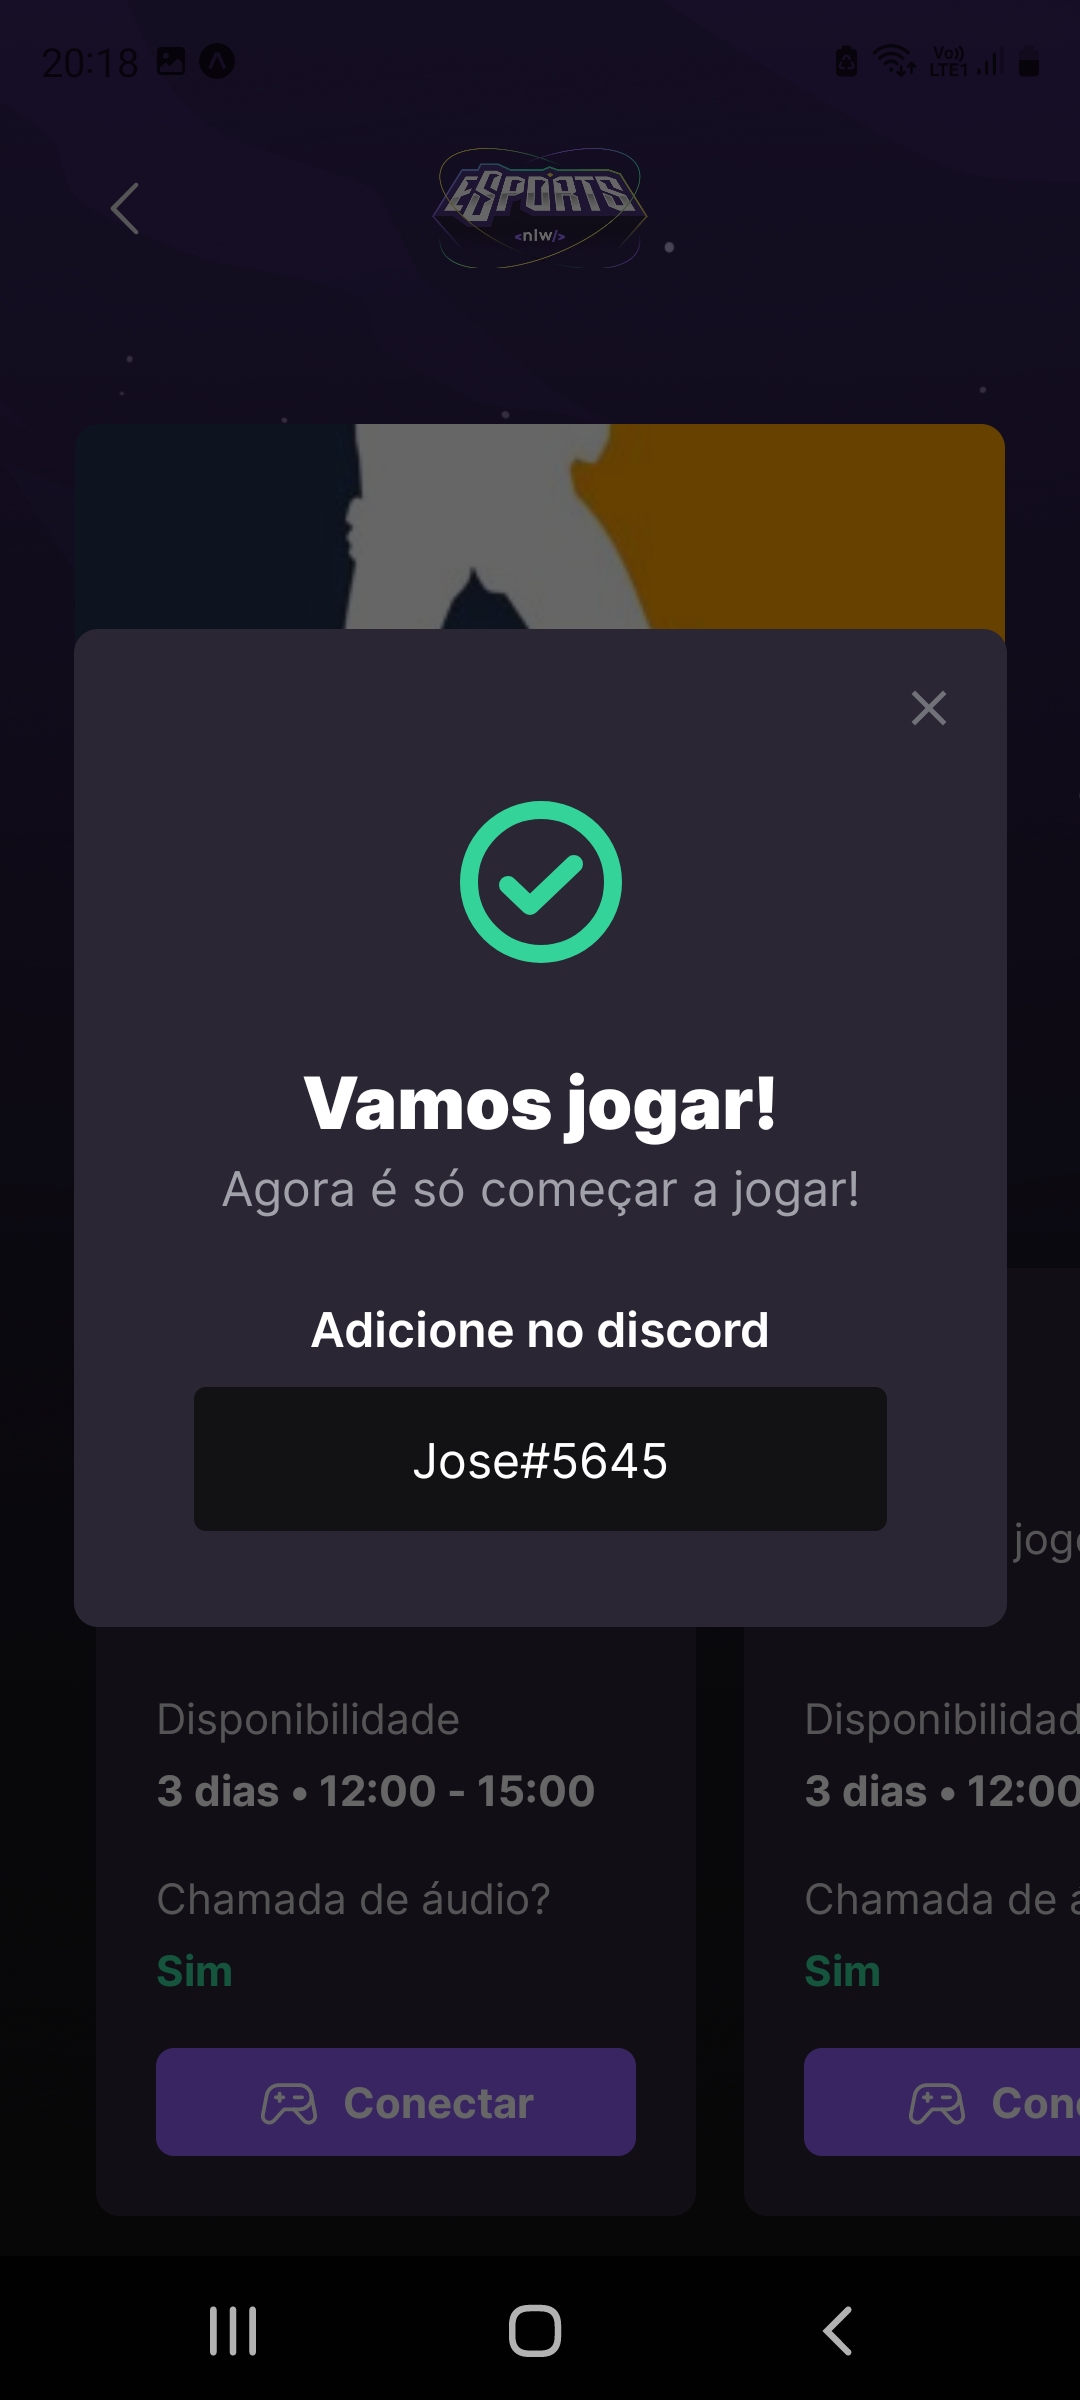 20:18
Vo))
LTE1
ESPORTS
<nlw/>
Vamos jogar!
Agora é só começar a jogar!
Adicione no discord
Jose#5645
Disponibilidade
3 dias • 12:00 - 15:00
Chamada de áudio?
Sim
Conectar
jog
Disponibilidad
3 dias • 12:00
Chamada de
Sim
Con